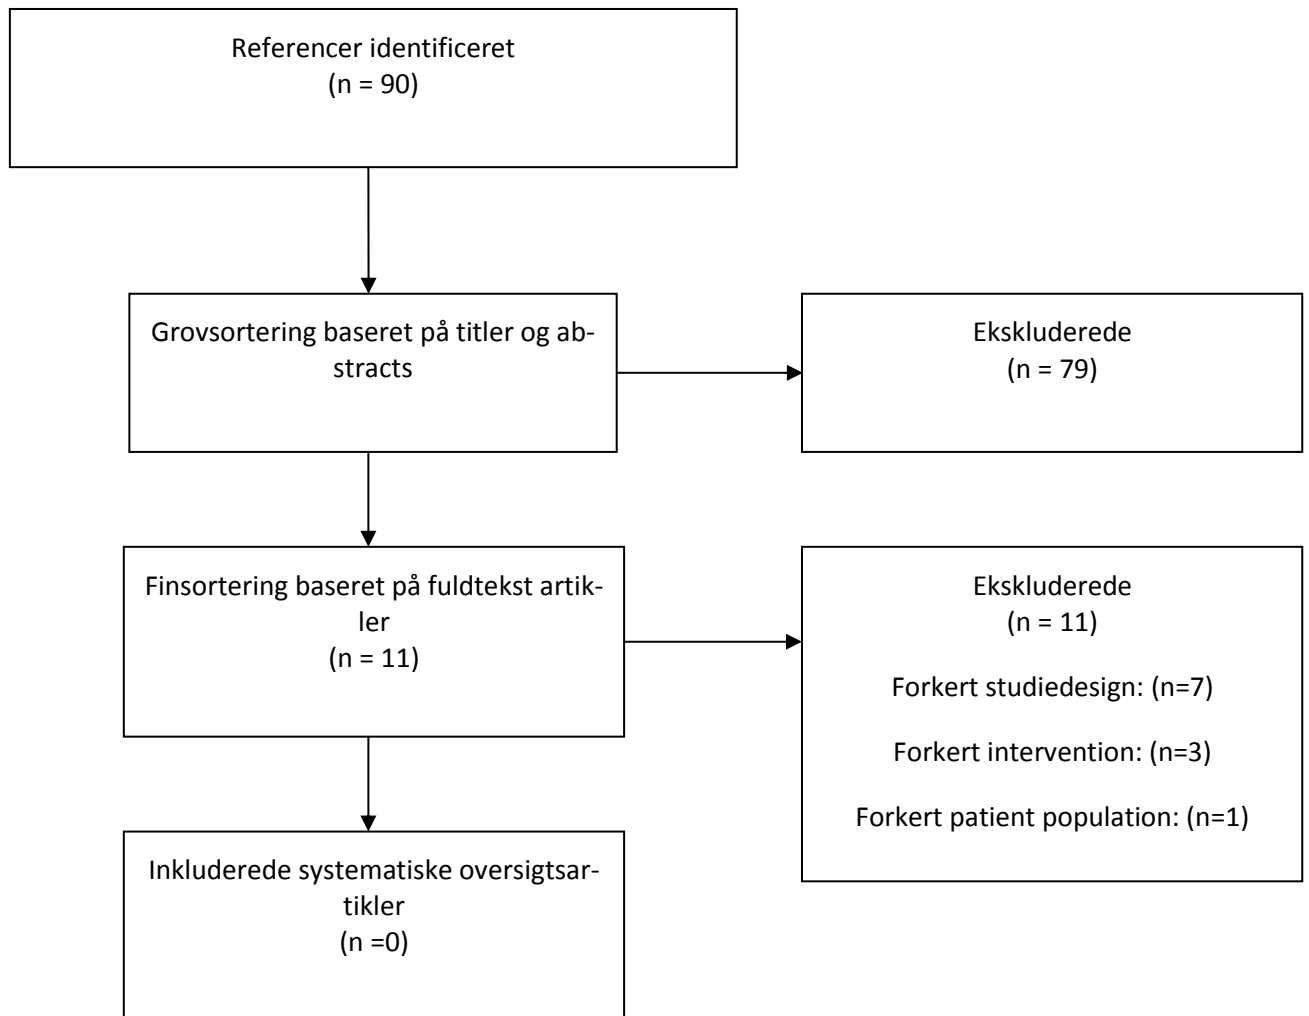 Referencer identificeret
(n = 90)
Grovsortering baseret på titler og ab-
stracts
Ekskluderede
(n = 79)
Finsortering baseret på fuldtekst artik-
ler
(n = 11)
Ekskluderede
(n = 11)
Forkert studiedesign: (n=7)
Forkert intervention: (n=3)
Forkert patient population: (n=1)
Inkluderede systematiske oversigtsar-
tikler
(n =0)